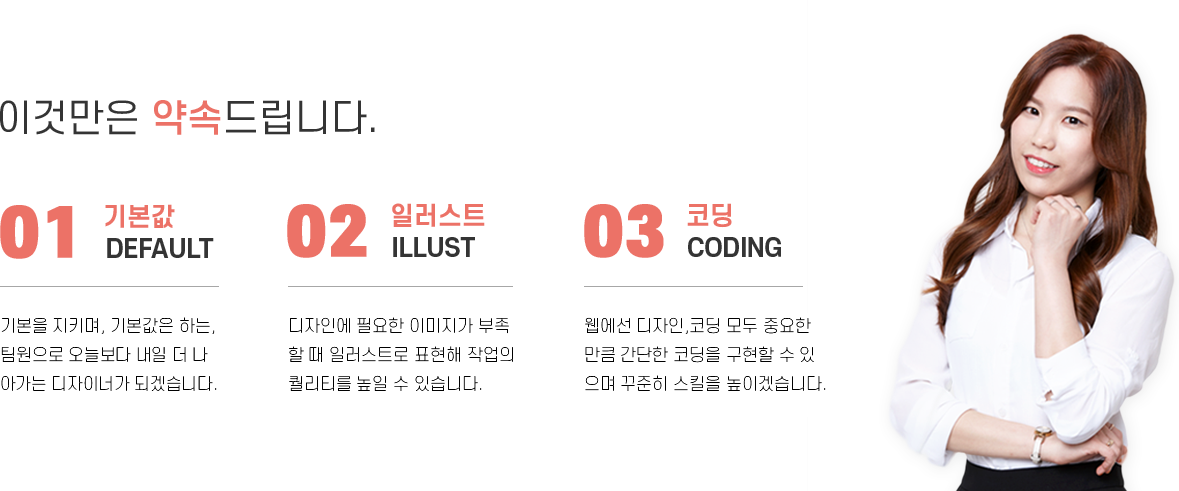 이것만은 약속드립니다.
01
기본값
DEFAULT
기본을 지키며, 기본값은 하는,
팀원으로 오늘보다 내일 더 나
아가는 디자이너가 되겠습니다.
02
일러스트
ILLUST
디자인에 필요한 이미지가 부족
할 때 일러스트로 표현해 작업의
퀄리티를 높일 수 있습니다.
03
코딩
CODING
웹에선 디자인,코딩 모두 중요한
만큼 간단한 코딩을 구현할 수 있
으며 꾸준히 스킬을 높이겠습니다.